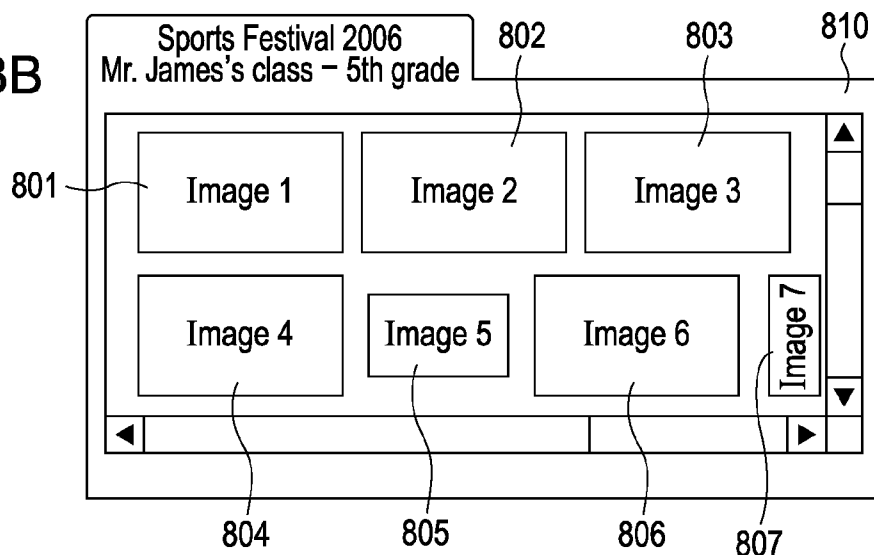 Sports Festival 2006
Mr. James's class – 5th grade
802
803
810
801
Image 1
Image 2
Image 3
Image 4
Image 5
Image 6
Image 7
804
805
806
807